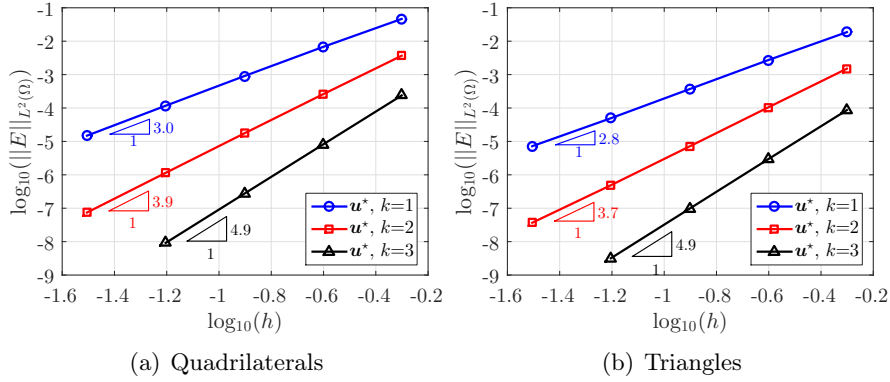 -1
-2
-3
-4
-5
-6
-7
-8
-9
log₁₀(||E||_{L²(Ω)})
3.0
1
3.9
1
4.9
1
u⋆, k=1
u⋆, k=2
u⋆, k=3
-1.6 -1.4 -1.2 -1 -0.8 -0.6 -0.4 -0.2
log₁₀(h)
(a) Quadrilaterals
-1
-2
-3
-4
-5
-6
-7
-8
-9
log₁₀(||E||_{L²(Ω)})
2.8
1
3.7
1
4.9
1
u⋆, k=1
u⋆, k=2
u⋆, k=3
-1.6 -1.4 -1.2 -1 -0.8 -0.6 -0.4 -0.2
log₁₀(h)
(b) Triangles